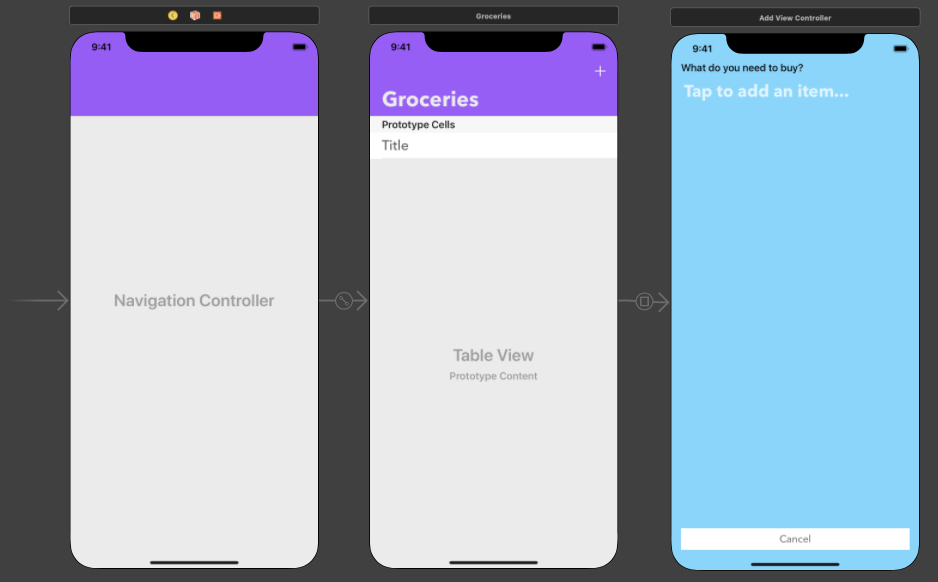 9:41
Navigation Controller
Groceries
9:41
+
Groceries
Prototype Cells
Title
Table View
Prototype Content
Add View Controller
9:41
What do you need to buy?
Tap to add an item...
Cancel